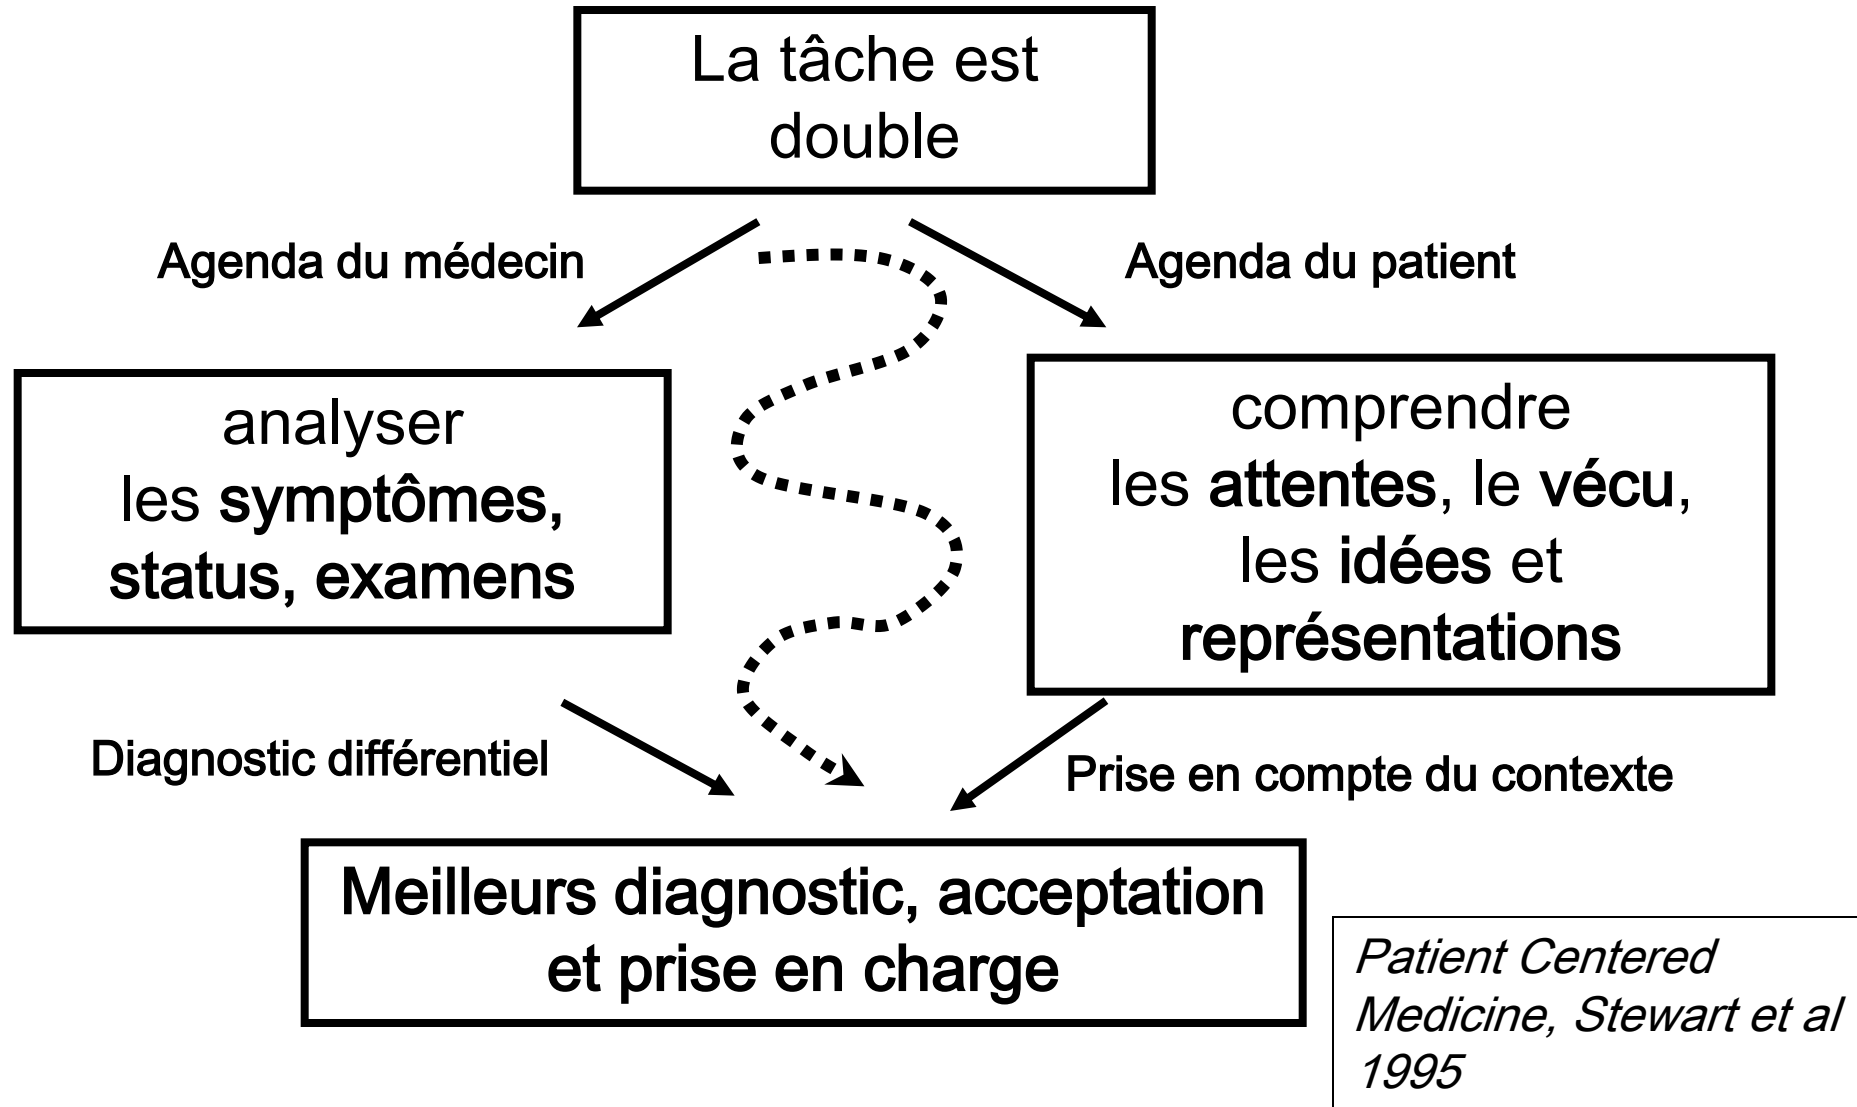 La tâche est
double
Agenda du médecin
Agenda du patient
analyser
les symptômes,
status, examens
comprendre
les attentes, le vécu,
les idées et
représentations
Diagnostic différentiel
Prise en compte du contexte
Meilleurs diagnostic, acceptation
et prise en charge
Patient Centered
Medicine, Stewart et al
1995